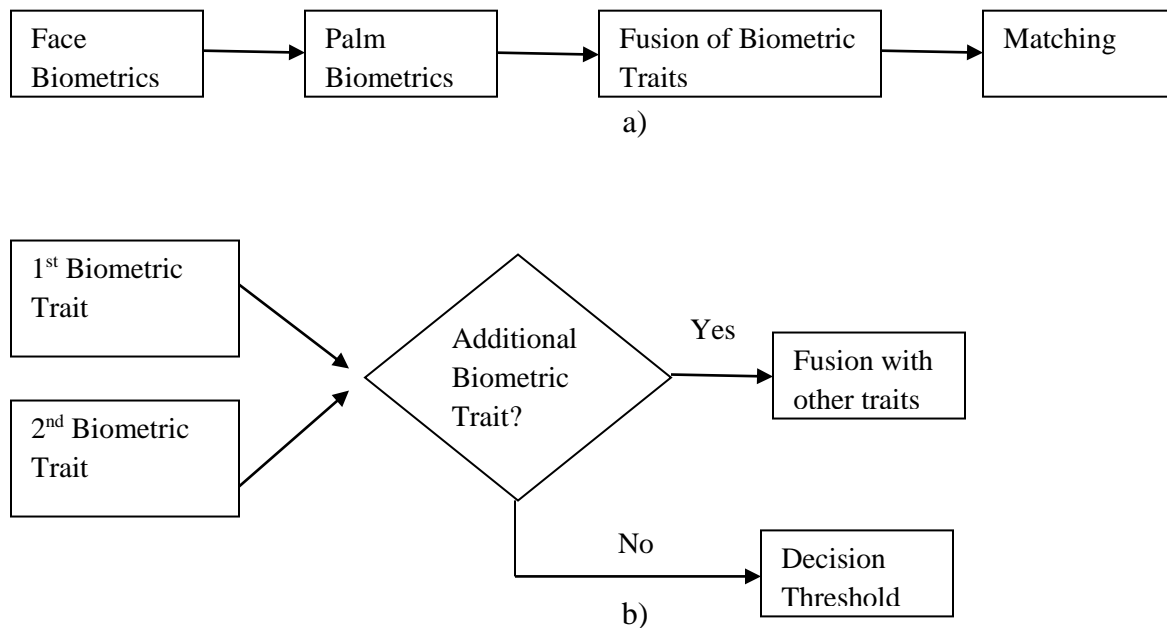 Face
Biometrics
Palm
Biometrics
Fusion of Biometric
Traits
Matching
a)
1st Biometric
Trait
2nd Biometric
Trait
Additional
Biometric
Trait?
Yes
Fusion with
other traits
No
Decision
Threshold
b)